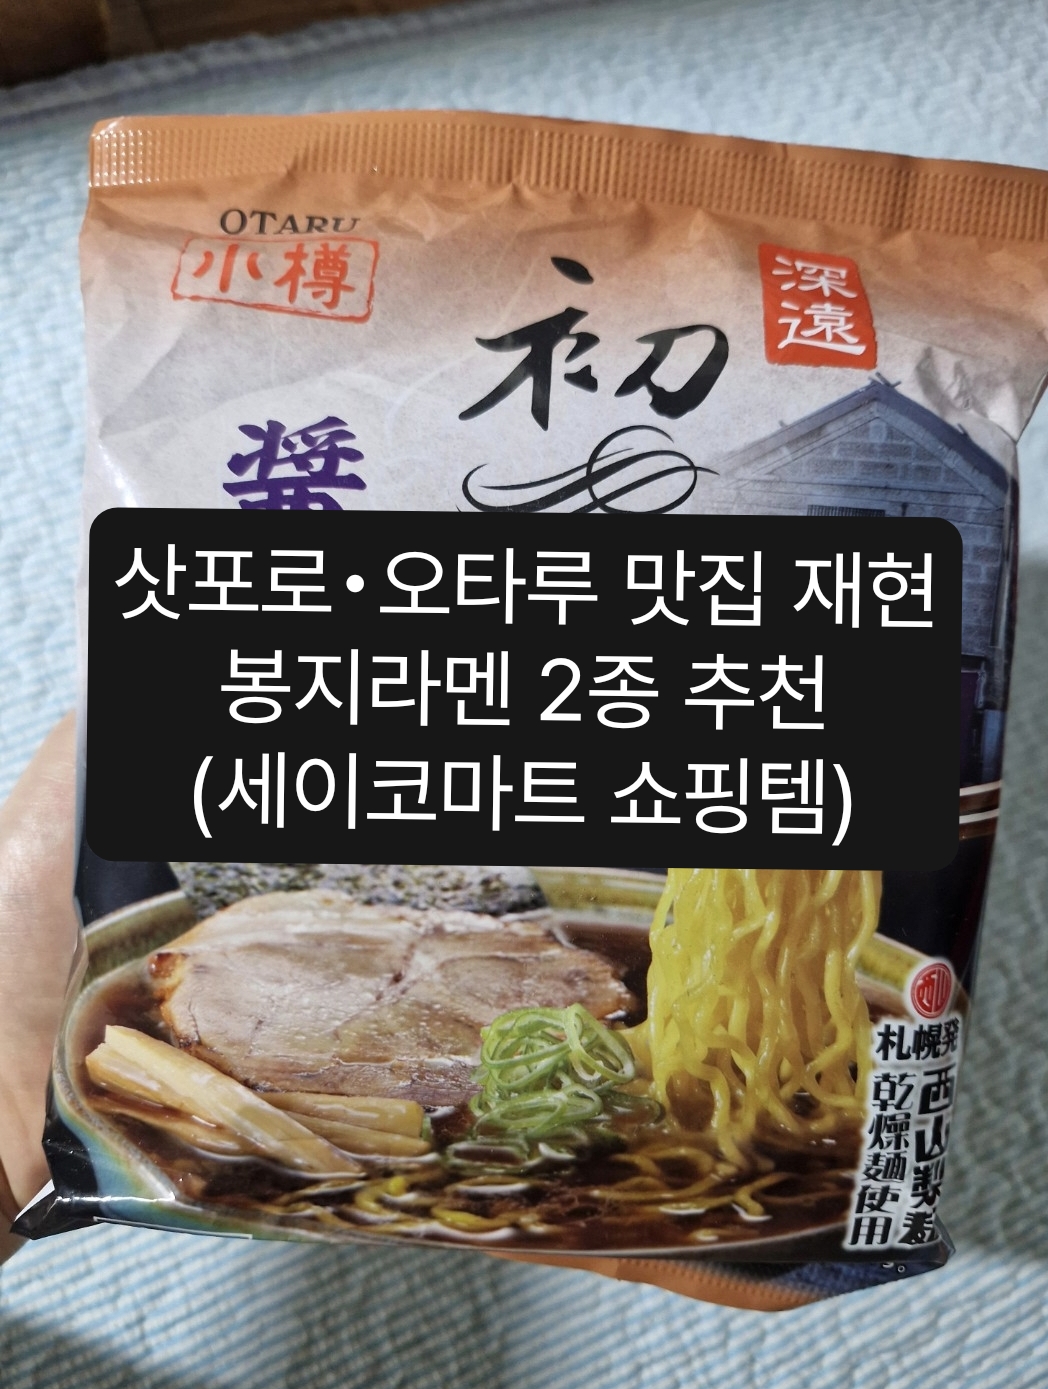 OTARU
小樽
初
深遠
醤
삿포로•오타루 맛집 재현
봉지라멘 2종 추천
(세이코마트 쇼핑템)
西山
札幌発
西山製麺
乾燥麺使用